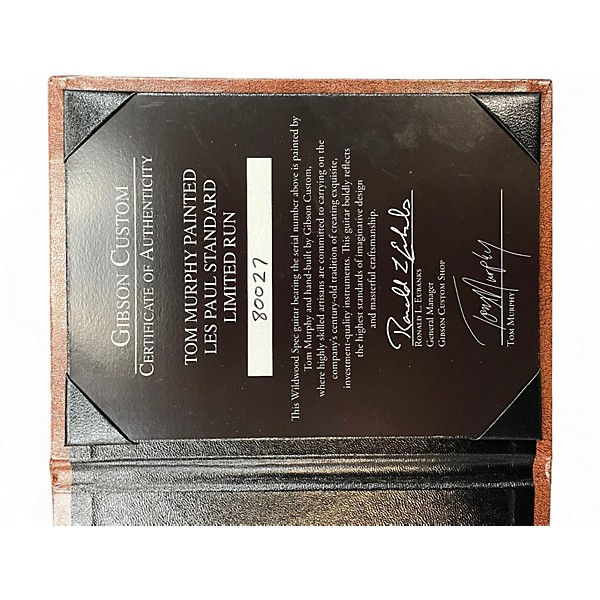 GIBSON CUSTOM
CERTIFICATE OF AUTHENTICITY
TOM MURPHY PAINTED
LES PAUL STANDARD
LIMITED RUN
80027
This Wildwood Spec guitar bearing the serial number above is painted by
Tom Murphy and hand-built by Gibson Custom,
where highly skilled artisans are committed to carrying on the
company's century-old tradition of creating exquisite,
investment-quality instruments. This guitar boldly reflects
the highest standards of imaginative design
and masterful craftsmanship.
RONALD L. EUBANKS
General Manager
GIBSON CUSTOM SHOP
Tom Murphy
TOM MURPHY